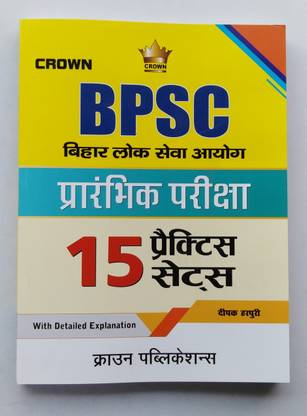 CROWN
CROWN
BPSC
बिहार लोक सेवा आयोग
प्रारंभिक परीक्षा
15 प्रैक्टिस
सेट्स
दीपक हरपुरी
With Detailed Explanation
क्राउन पब्लिकेशन्स